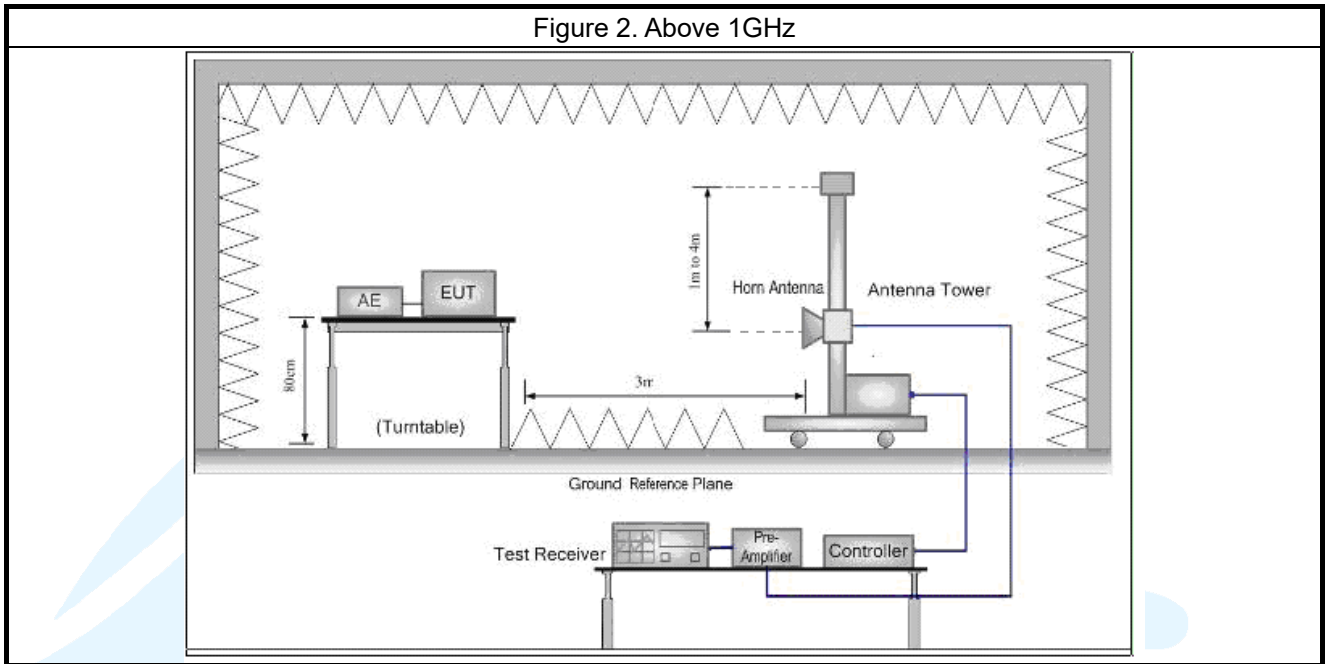 Figure 2. Above 1GHz
1m to 4m
Horn Antenna
Antenna Tower
AE
EUT
80cm
3m
(Turntable)
Ground Reference Plane
Test Receiver
Pre-
Amplifier
Controller